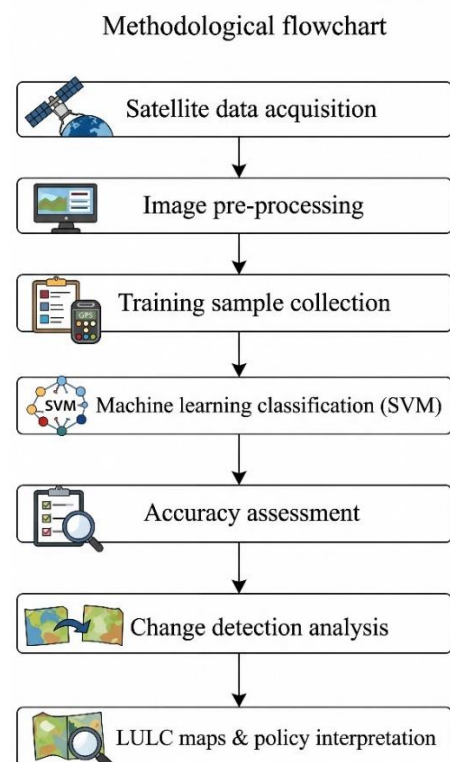 Methodological flowchart
Satellite data acquisition
Image pre-processing
GPS
Training sample collection
SVM
Machine learning classification (SVM)
Accuracy assessment
Change detection analysis
LULC maps & policy interpretation